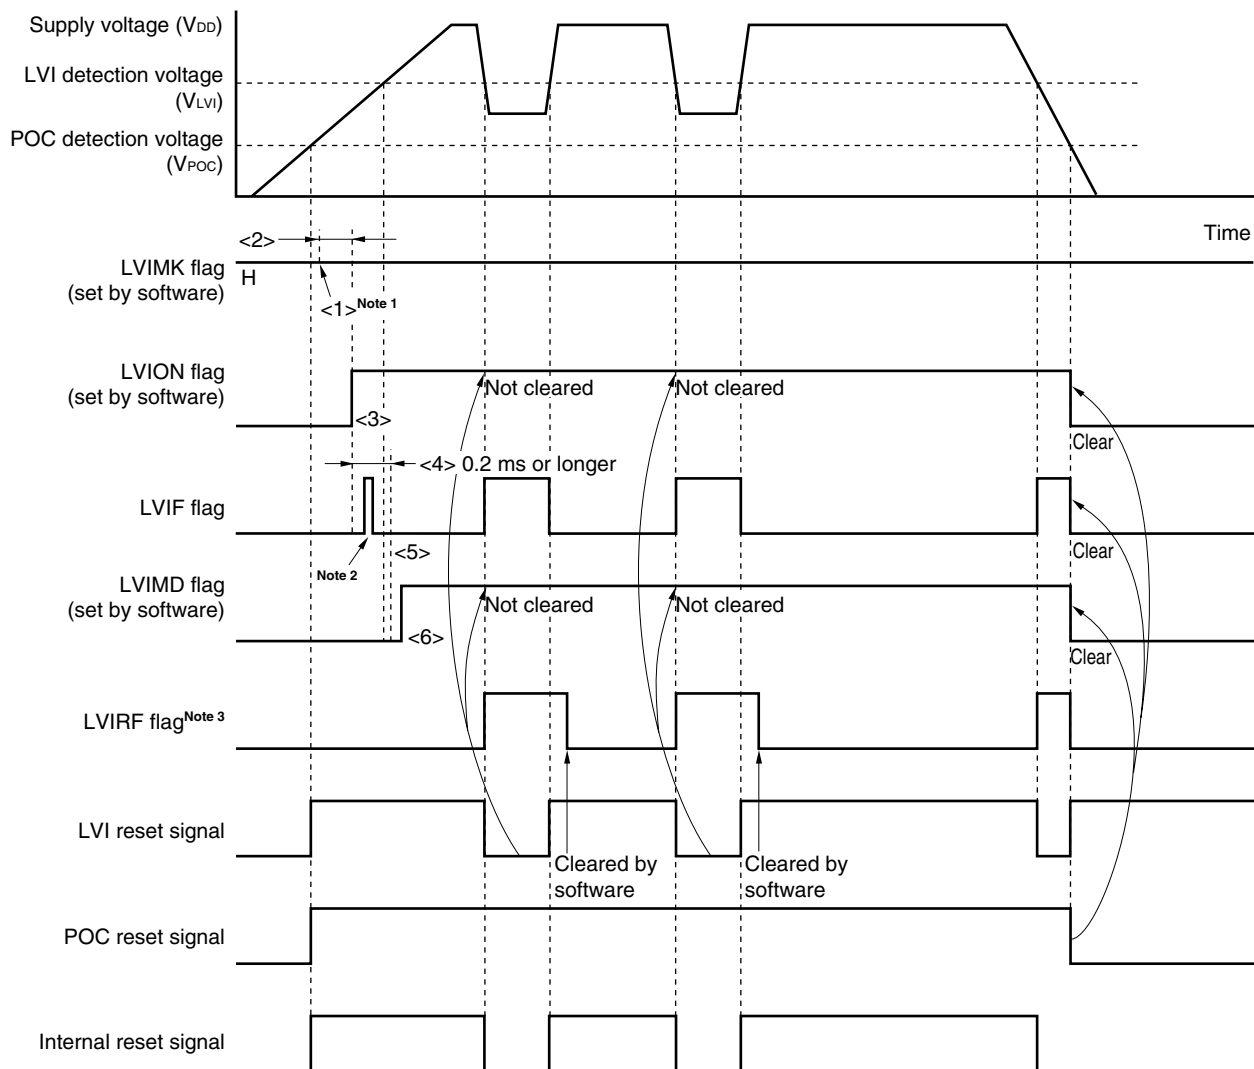 Supply voltage (VDD)
LVI detection voltage
(VLVI)
POC detection voltage
(VPOC)
Time
<2>
LVIMK flag
(set by software)
H
<1>Note 1
LVION flag
(set by software)
Not cleared
Not cleared
<3>
Clear
<4> 0.2 ms or longer
LVIF flag
Note 2
<5>
Clear
LVIMD flag
(set by software)
Not cleared
Not cleared
<6>
Clear
LVIRF flagNote 3
LVI reset signal
Cleared by
software
Cleared by
software
POC reset signal
Internal reset signal